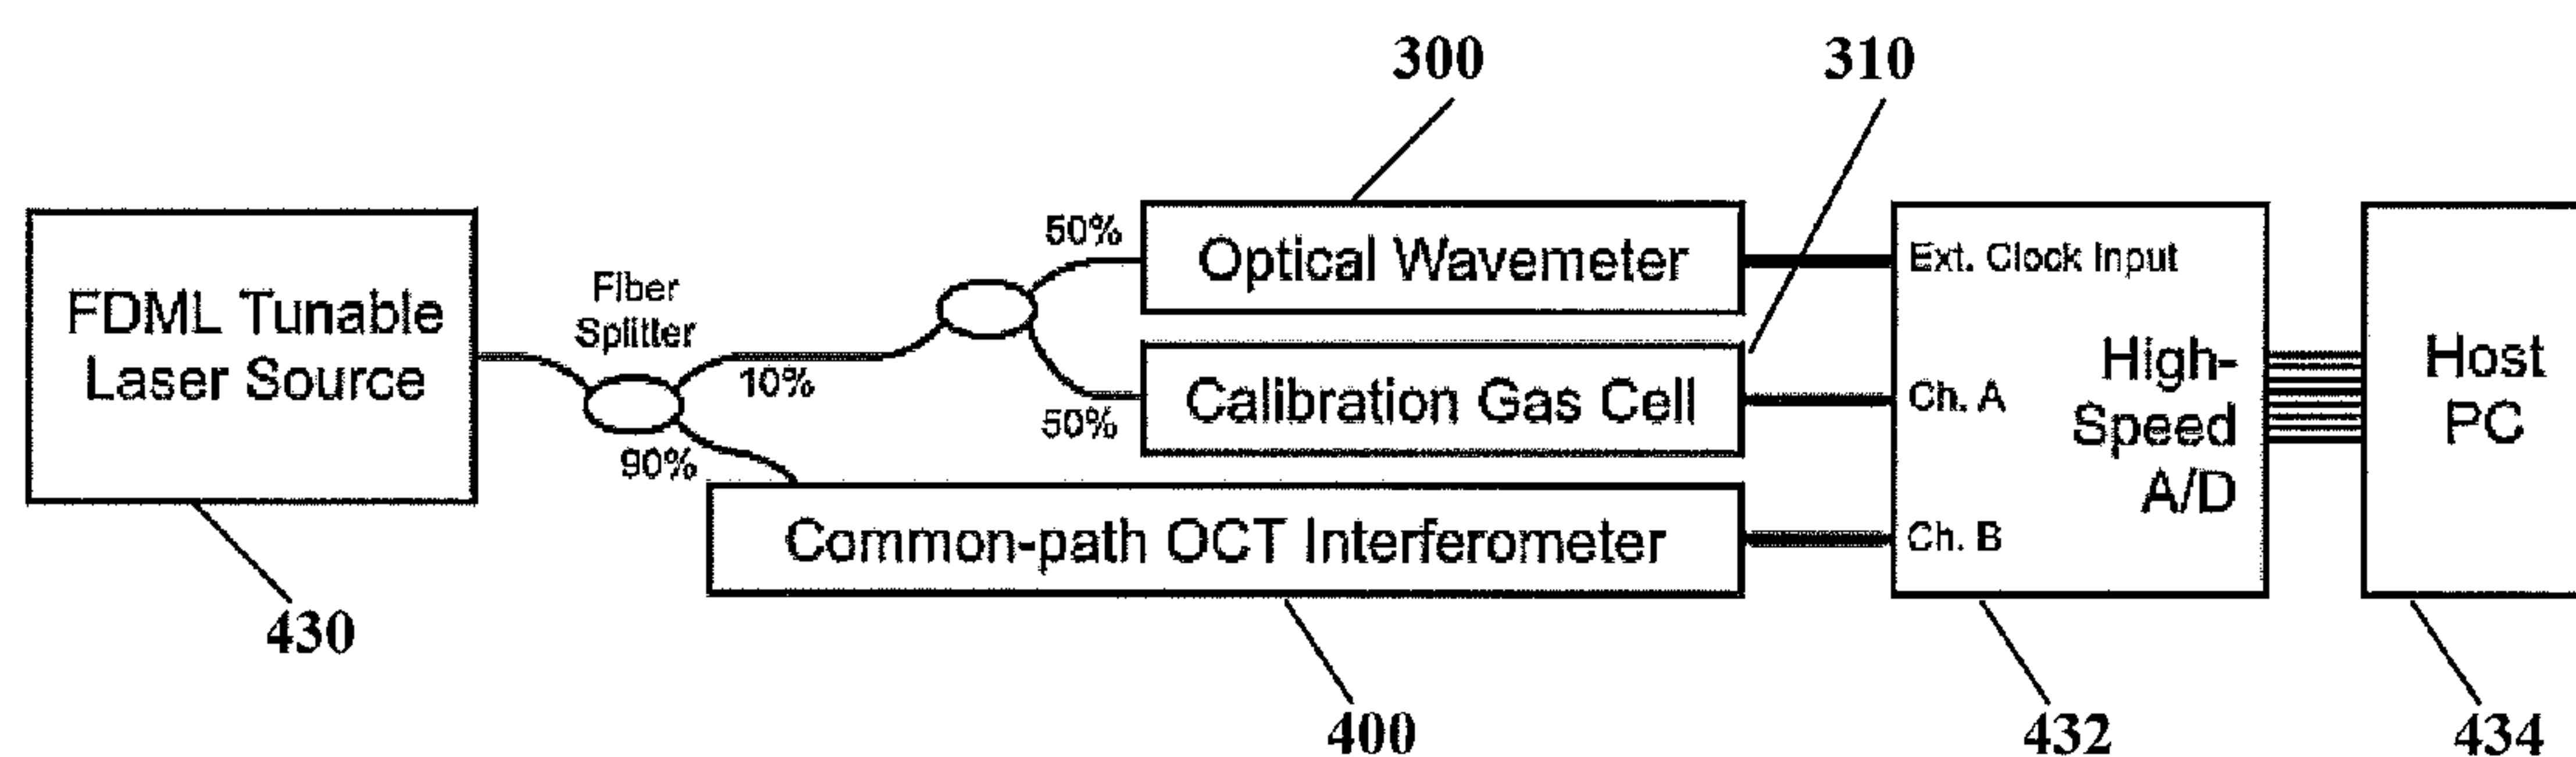 300
310
FDML Tunable
Laser Source
Fiber
Splitter
10%
90%
50%
50%
Optical Wavemeter
Calibration Gas Cell
Common-path OCT Interferometer
Ext. Clock Input
Ch. A
Ch. B
High-
Speed
A/D
Host
PC
430
400
432
434